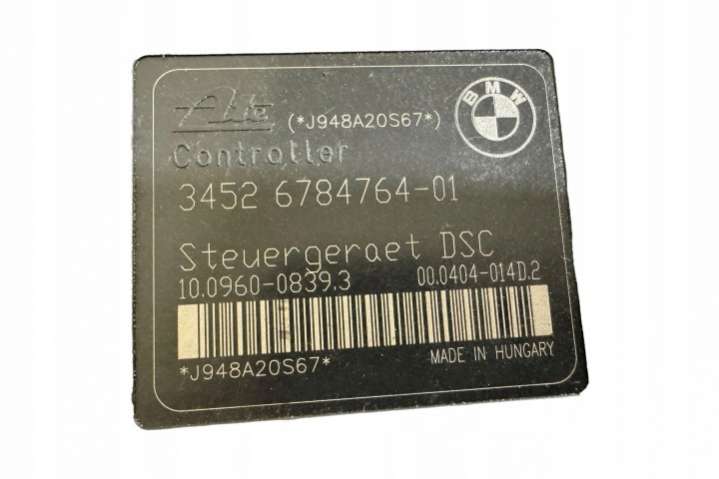 Ate (*J948A20S67*)
BMW
Controller
3452 6784764-01
Steuergeraet DSC
10.0960-0839.3 00.0404-014D.2
*J948A20S67* MADE IN HUNGARY